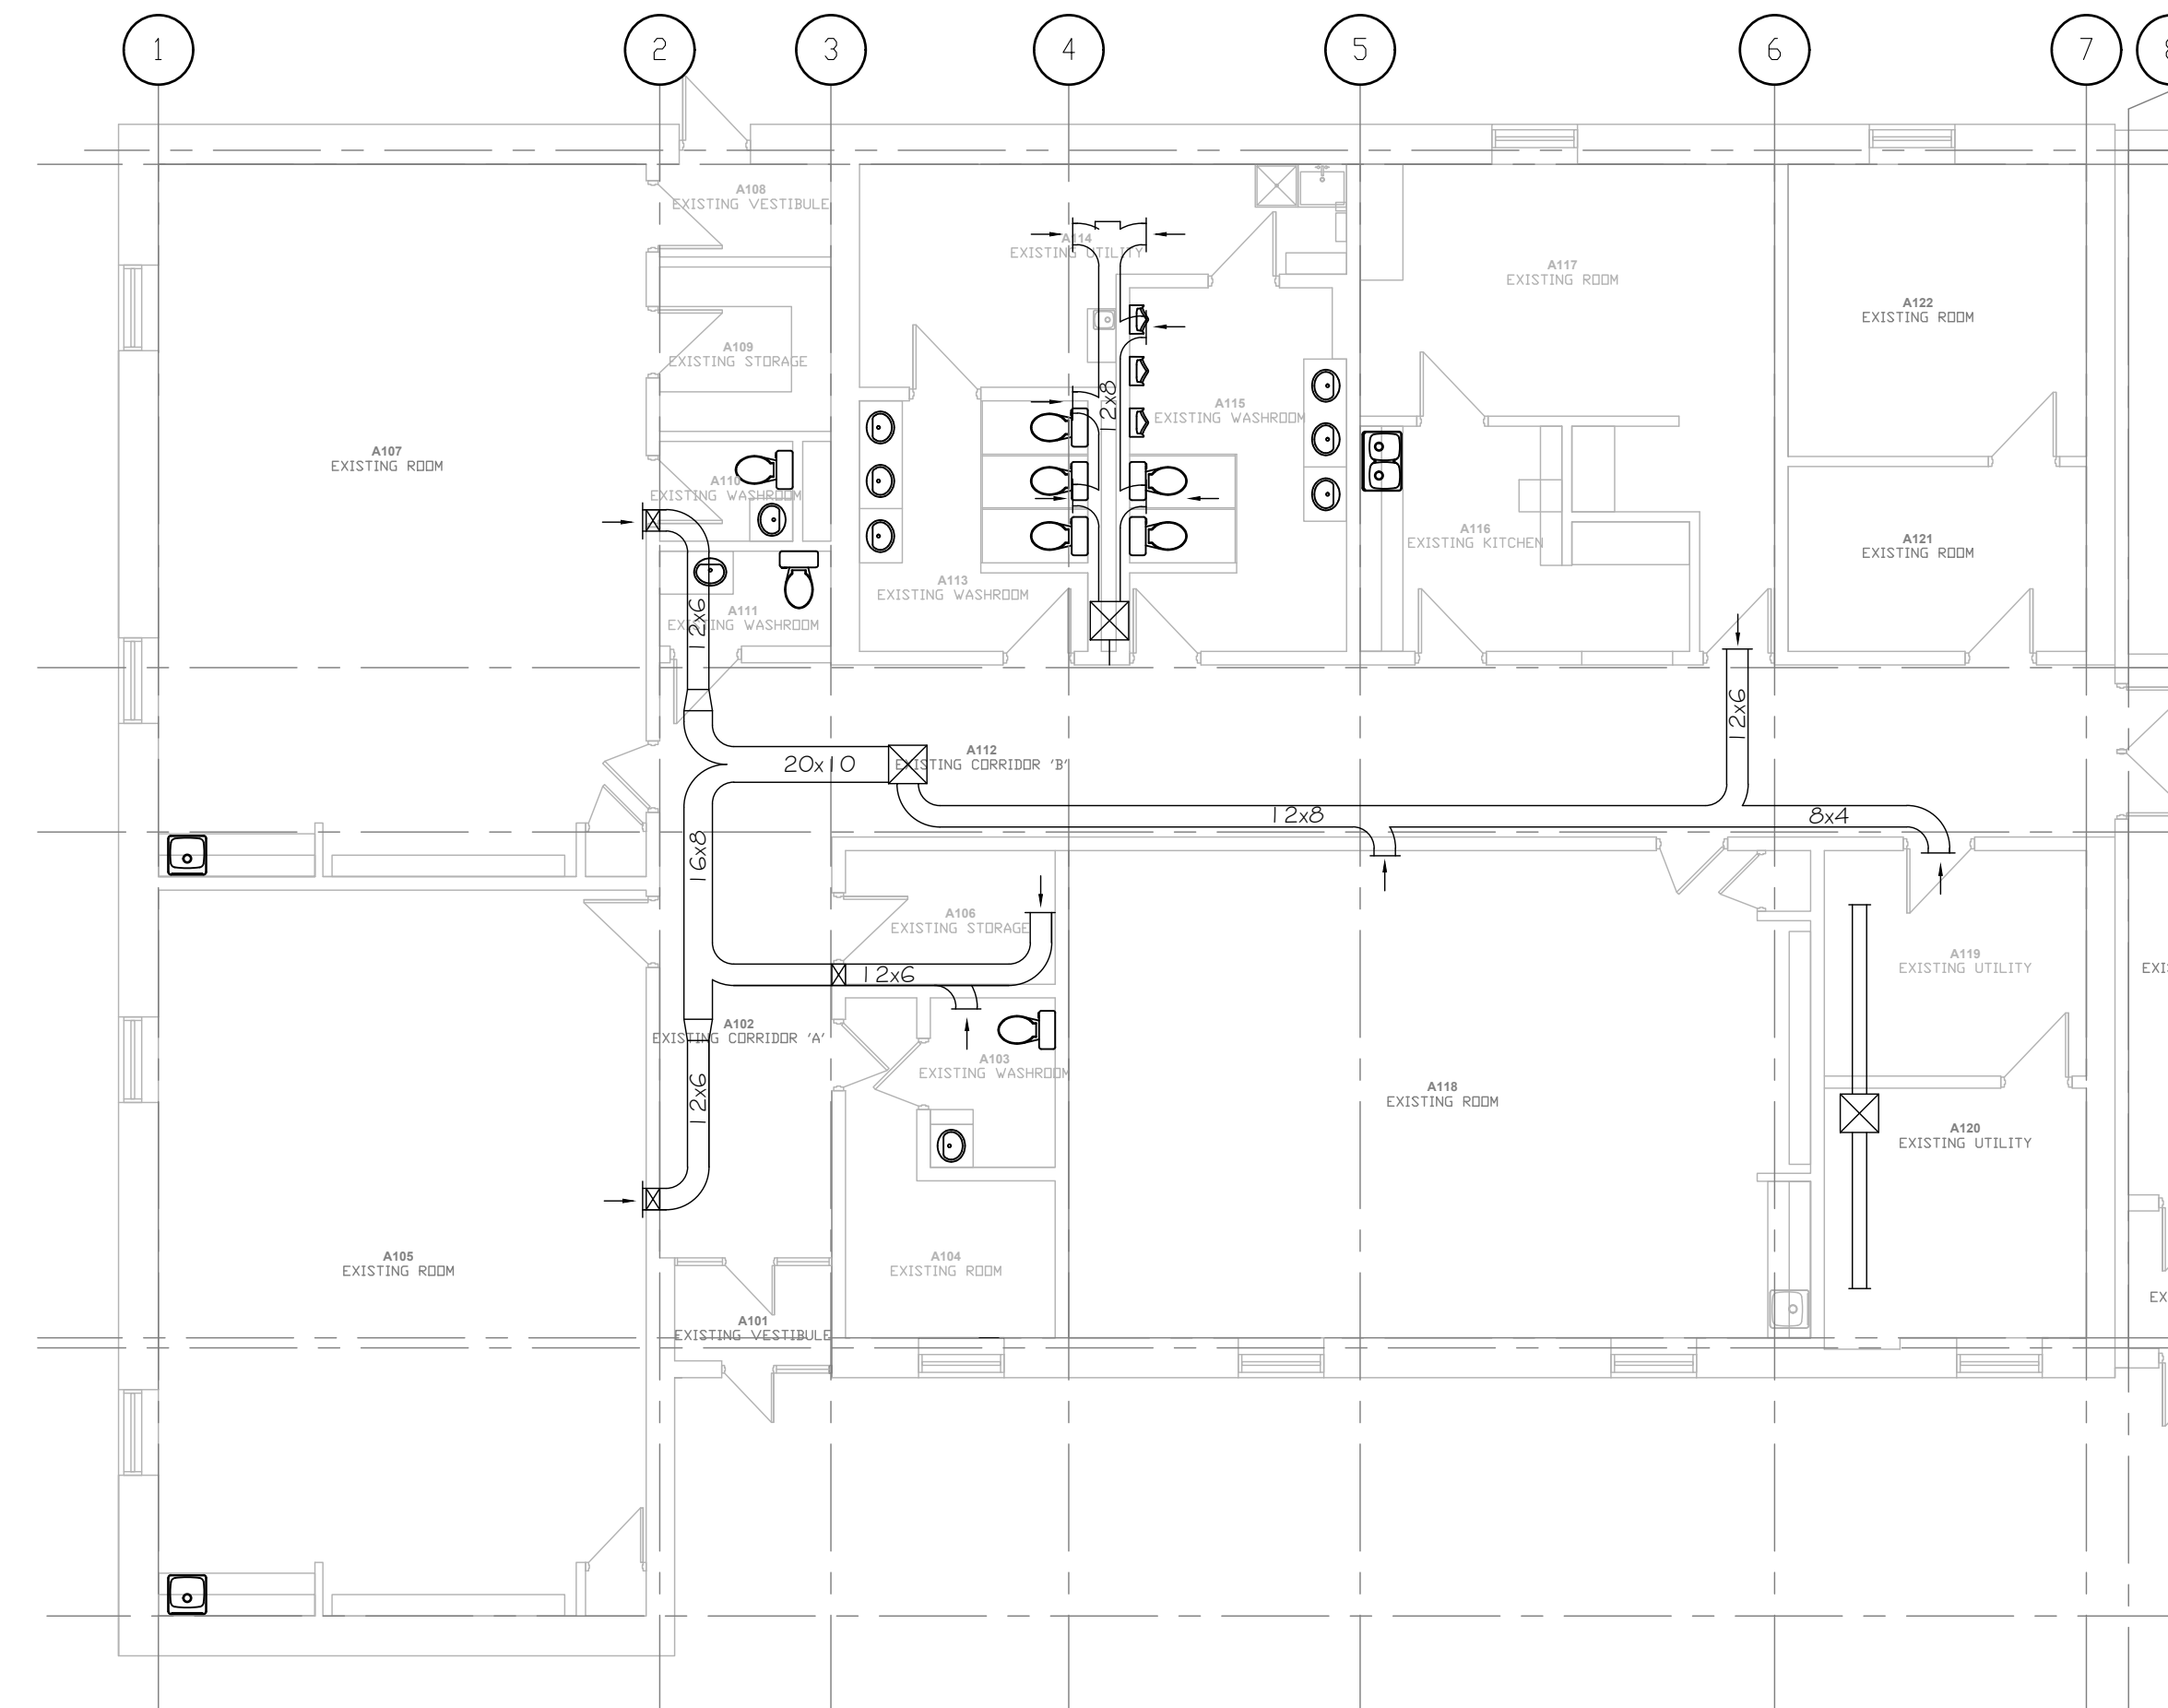 1
2
3
4
5
6
7
A108
EXISTING VESTIBULE
A114
EXISTING UTILITY
A117
EXISTING ROOM
A122
EXISTING ROOM
A109
EXISTING STORAGE
12x8
A115
EXISTING WASHROOM
A107
EXISTING ROOM
A110
EXISTING WASHROOM
A116
EXISTING KITCHEN
A121
EXISTING ROOM
A113
EXISTING WASHROOM
A111
EXISTING WASHROOM
12x6
12x6
20x10
A112
EXISTING CORRIDOR 'B'
12x8
8x4
16x8
A106
EXISTING STORAGE
12x6
A119
EXISTING UTILITY
EXI
A102
EXISTING CORRIDOR 'A'
A103
EXISTING WASHROOM
12x6
A118
EXISTING ROOM
A120
EXISTING UTILITY
A105
EXISTING ROOM
A104
EXISTING ROOM
EX
A101
EXISTING VESTIBULE